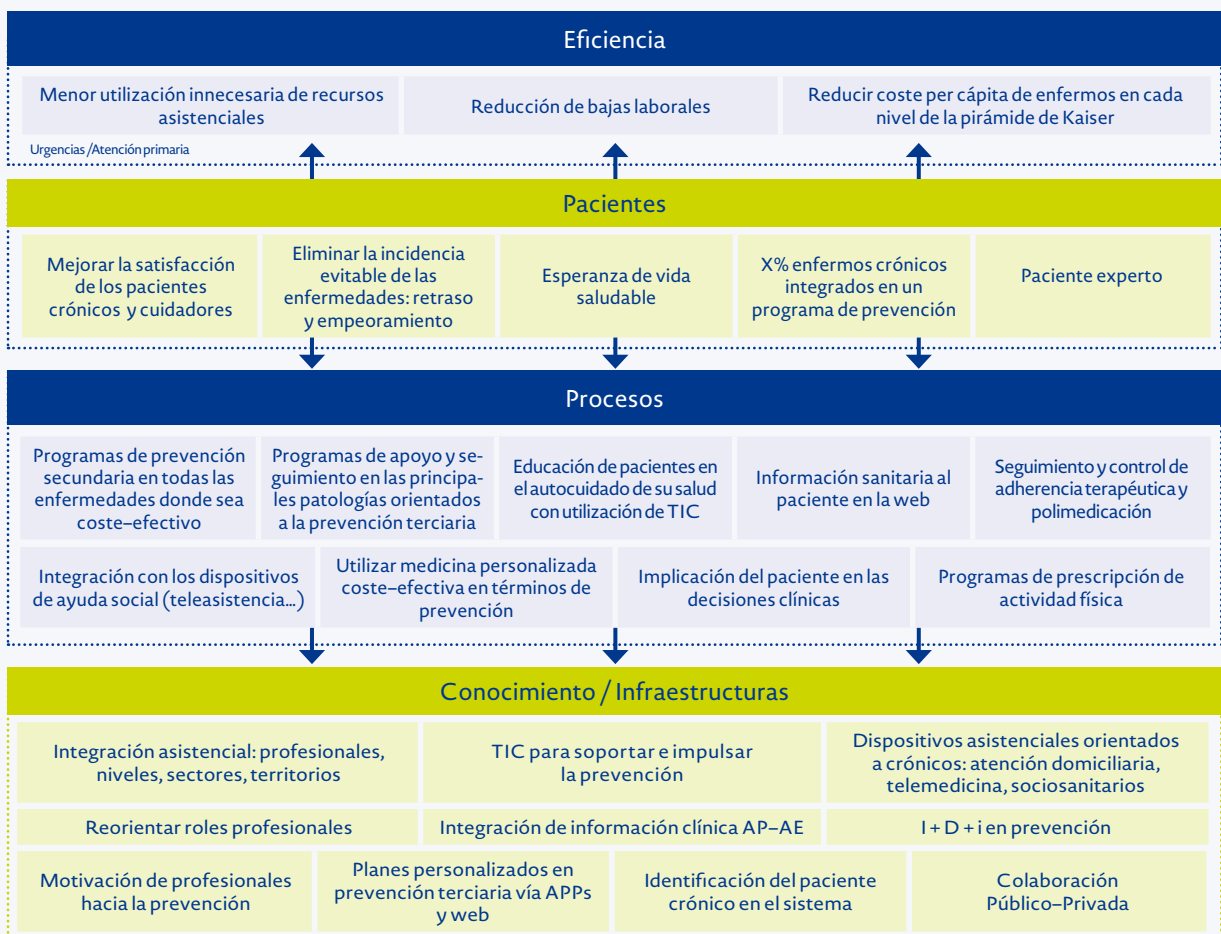 Eficiencia
Menor utilización innecesaria de recursos
asistenciales
Reducción de bajas laborales
Reducir coste per cápita de enfermos en cada
nivel de la pirámide de Kaiser
Urgencias /Atención primaria
Pacientes
Mejorar la satisfacción
de los pacientes
crónicos y cuidadores
Eliminar la incidencia
evitable de las
enfermedades: retraso
y empeoramiento
Esperanza de vida
saludable
X% enfermos crónicos
integrados en un
programa de prevención
Paciente experto
Procesos
Programas de prevención
secundaria en todas las
enfermedades donde sea
coste–efectivo
Programas de apoyo y se-
guimiento en las principa-
les patologías orientados
a la prevención terciaria
Educación de pacientes en
el autocuidado de su salud
con utilización de TIC
Información sanitaria al
paciente en la web
Seguimiento y control de
adherencia terapéutica y
polimedicación
Integración con los dispositivos
de ayuda social (teleasistencia...)
Utilizar medicina personalizada
coste–efectiva en términos de
prevención
Implicación del paciente en las
decisiones clínicas
Programas de prescripción de
actividad física
Conocimiento / Infraestructuras
Integración asistencial: profesionales,
niveles, sectores, territorios
TIC para soportar e impulsar
la prevención
Dispositivos asistenciales orientados
a crónicos: atención domiciliaria,
telemedicina, sociosanitarios
Reorientar roles profesionales
Integración de información clínica AP–AE
I + D + i en prevención
Motivación de profesionales
hacia la prevención
Planes personalizados en
prevención terciaria vía APPs
y web
Identificación del paciente
crónico en el sistema
Colaboración
Público–Privada